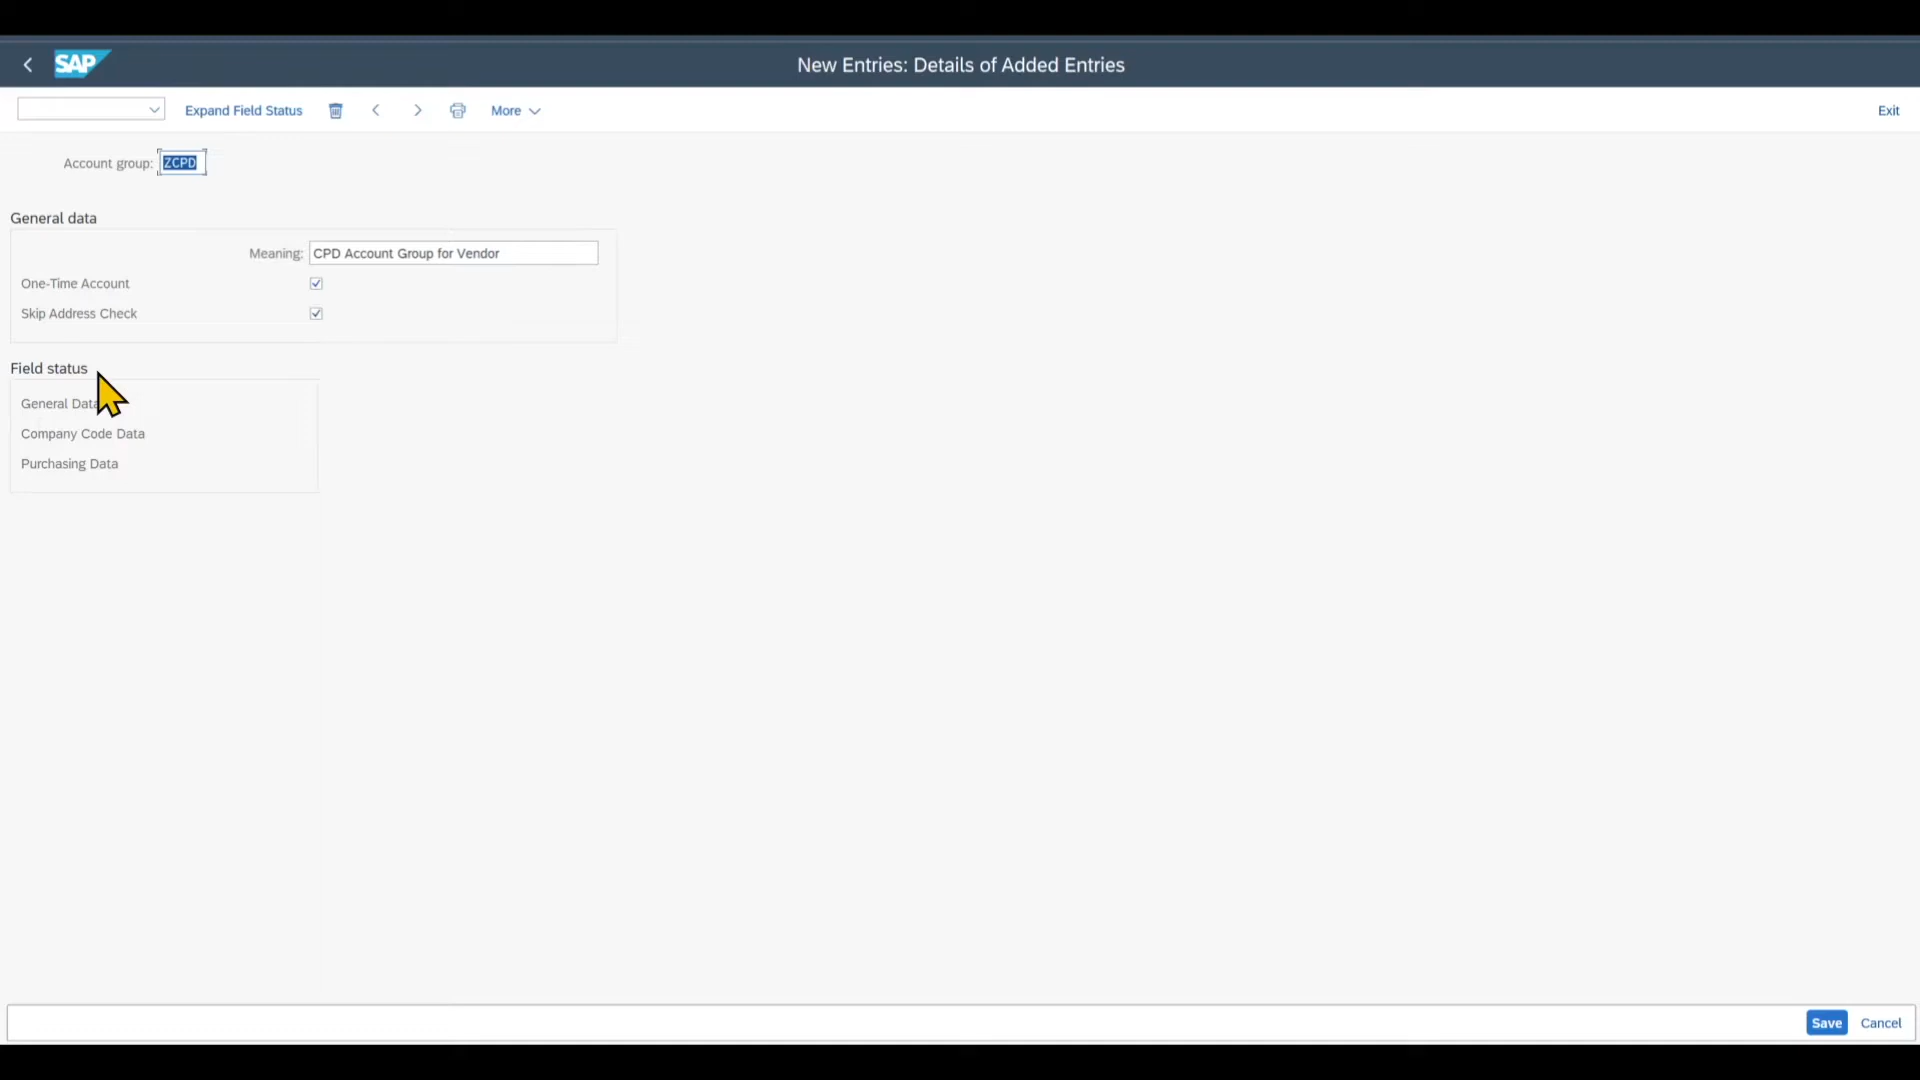 SAP
New Entries: Details of Added Entries
Expand Field Status
More
Exit
Account group: ZCPD
General data
Meaning: CPD Account Group for Vendor
One-Time Account
Skip Address Check
Field status
General Data
Company Code Data
Purchasing Data
Save
Cancel